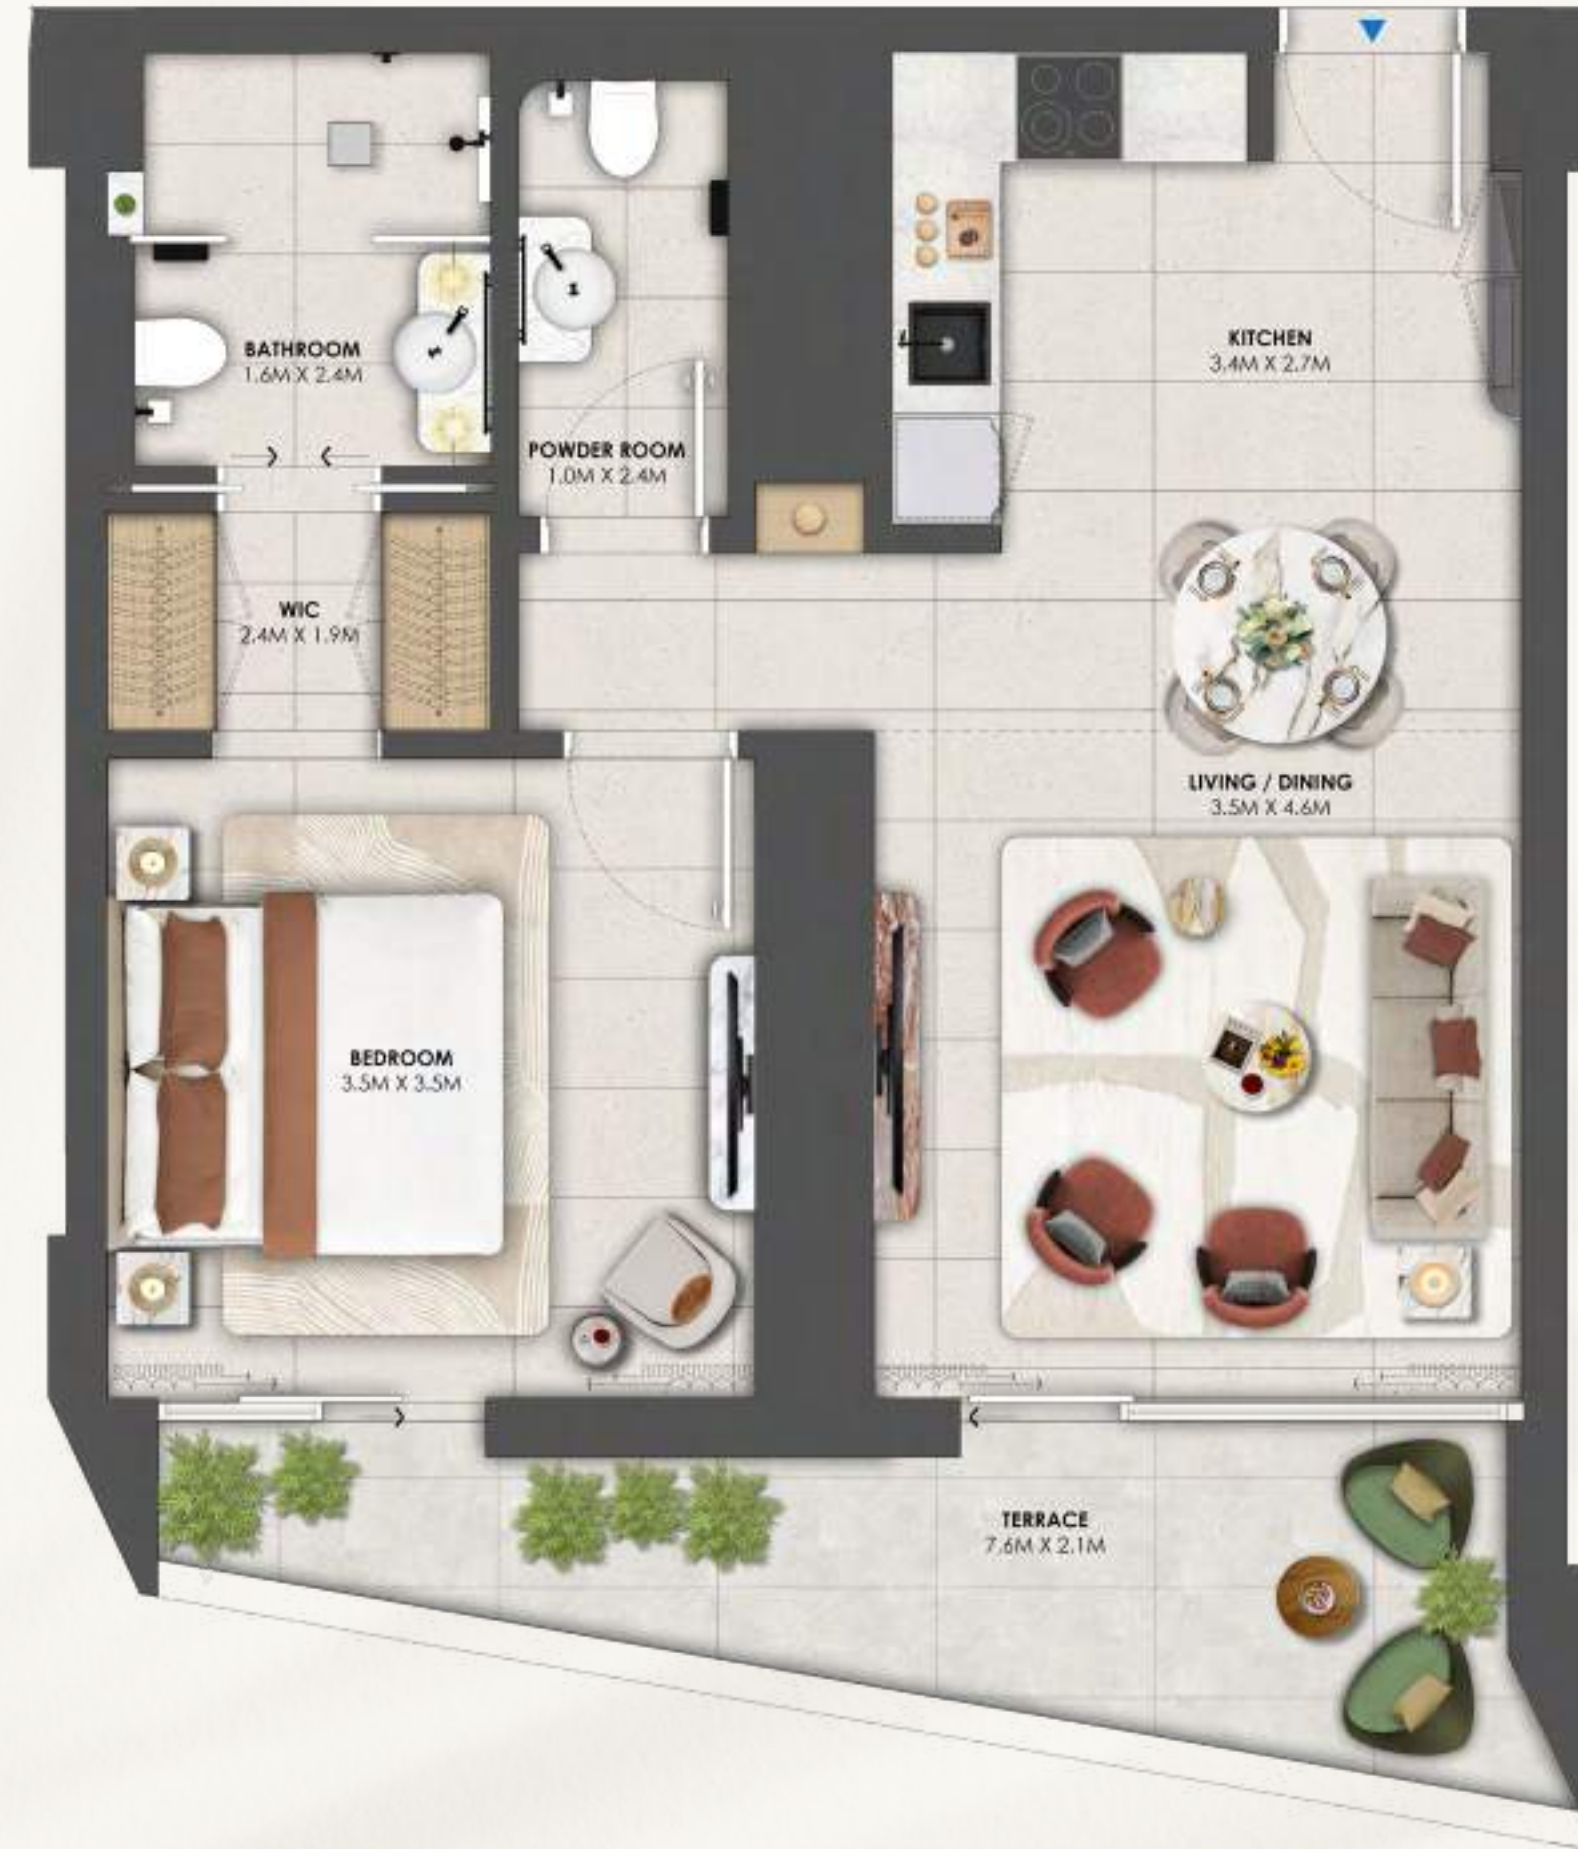 BATHROOM
1.6M X 2.4M
POWDER ROOM
1.0M X 2.4M
KITCHEN
3.4M X 2.7M
WIC
2.4M X 1.9M
LIVING / DINING
3.5M X 4.6M
BEDROOM
3.5M X 3.5M
TERRACE
7.6M X 2.1M